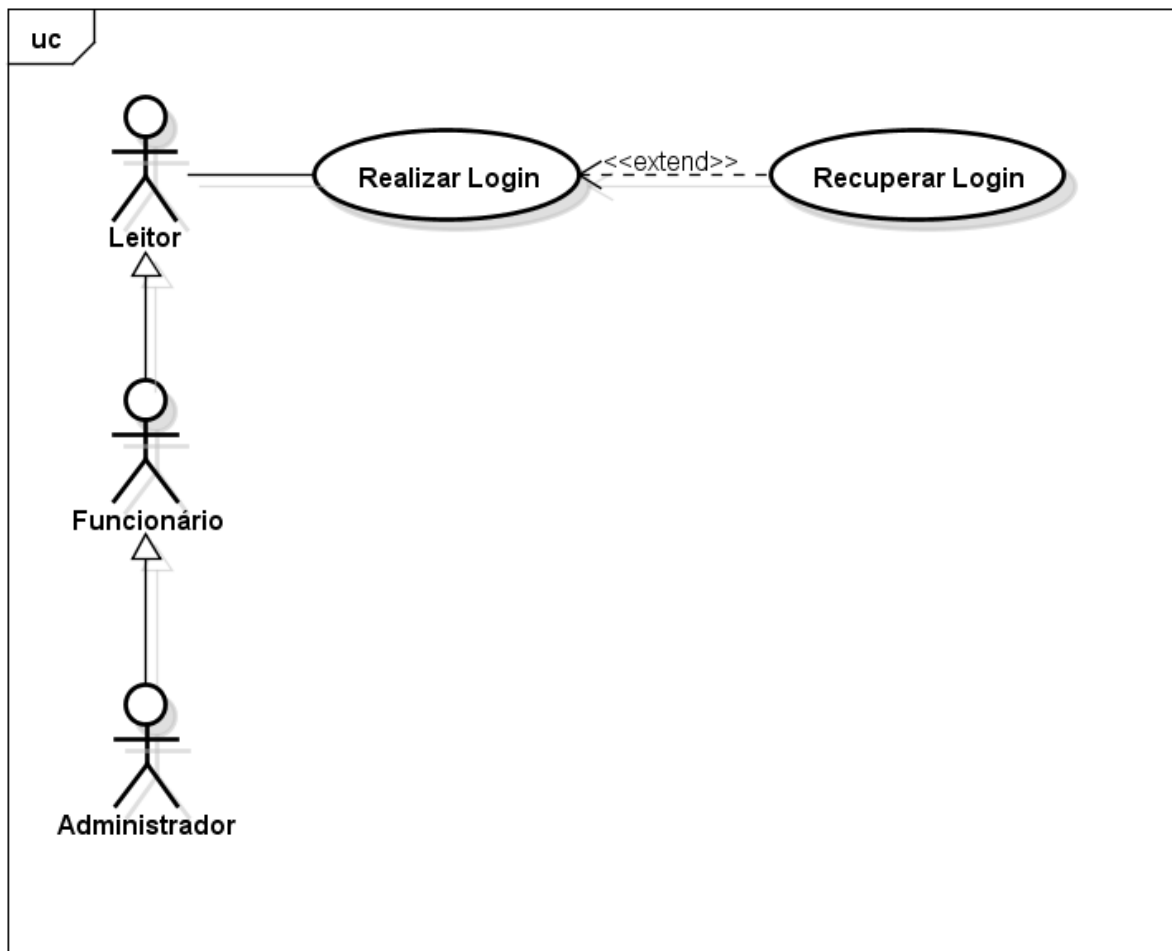 uc
Realizar Login
<<extend>>
Recuperar Login
Leitor
Funcionário
Administrador